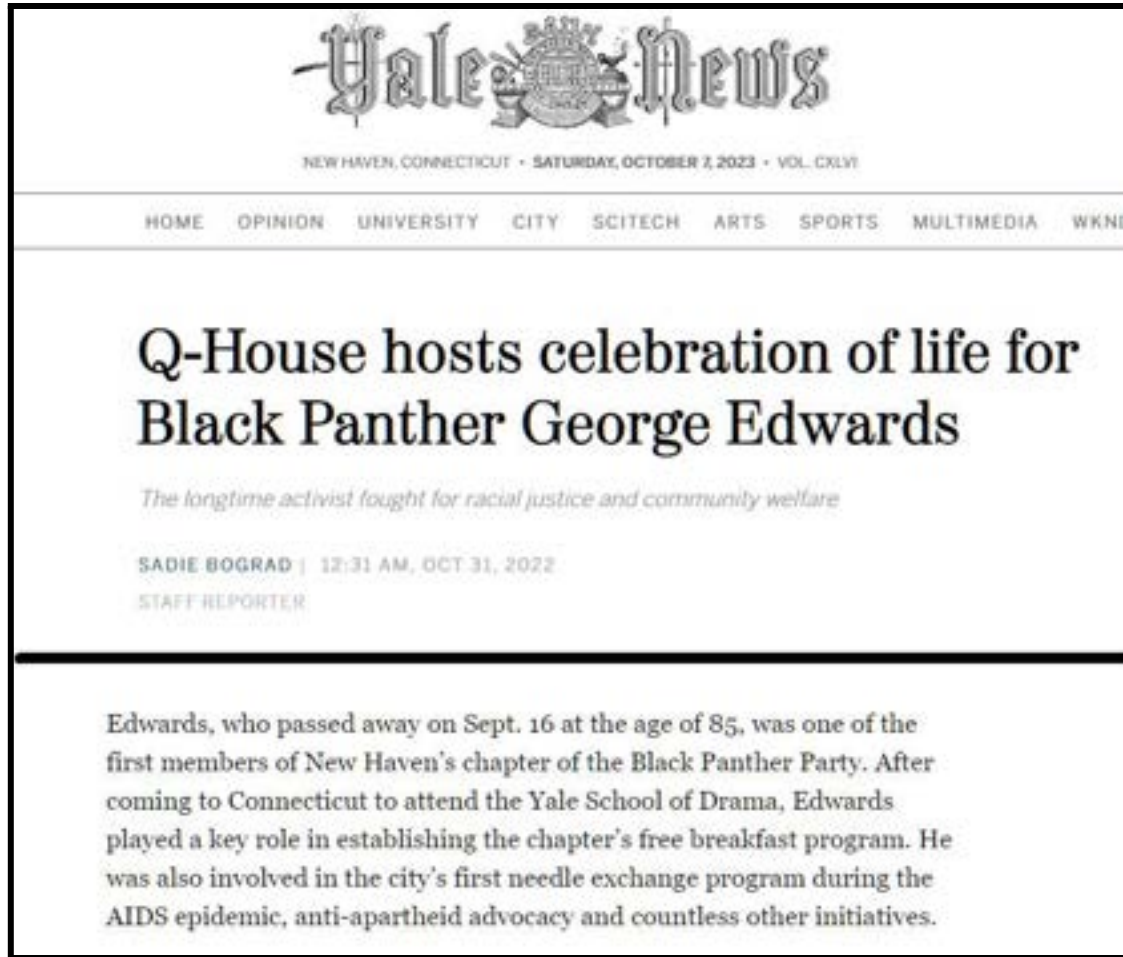 Yale DAILY News
NEW HAVEN, CONNECTICUT • SATURDAY, OCTOBER 7, 2023 • VOL. CXLVI
HOME OPINION UNIVERSITY CITY SCITECH ARTS SPORTS MULTIMEDIA WKND
Q-House hosts celebration of life for
Black Panther George Edwards
The longtime activist fought for racial justice and community welfare
SADIE BOGRAD | 12:31 AM, OCT 31, 2022
STAFF REPORTER
Edwards, who passed away on Sept. 16 at the age of 85, was one of the
first members of New Haven's chapter of the Black Panther Party. After
coming to Connecticut to attend the Yale School of Drama, Edwards
played a key role in establishing the chapter's free breakfast program. He
was also involved in the city's first needle exchange program during the
AIDS epidemic, anti-apartheid advocacy and countless other initiatives.